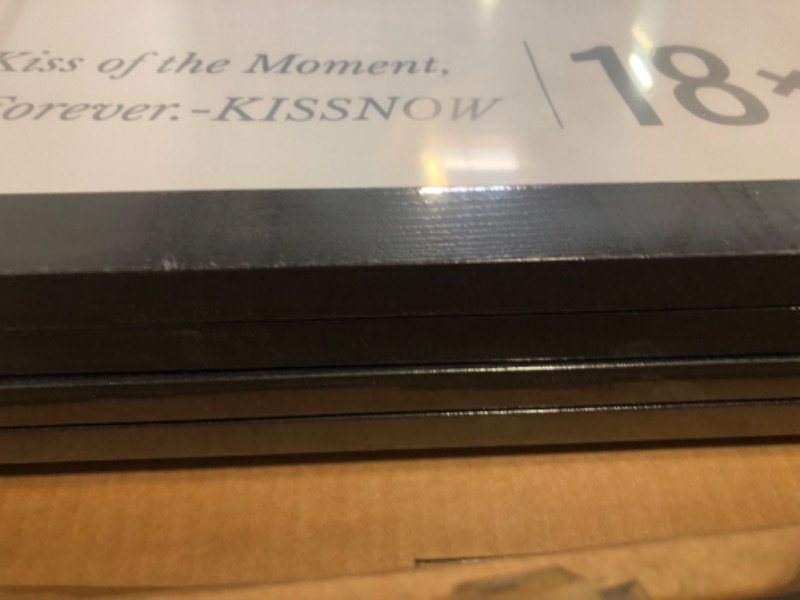 Kiss of the Moment,
Forever.-KISSNOW
18×